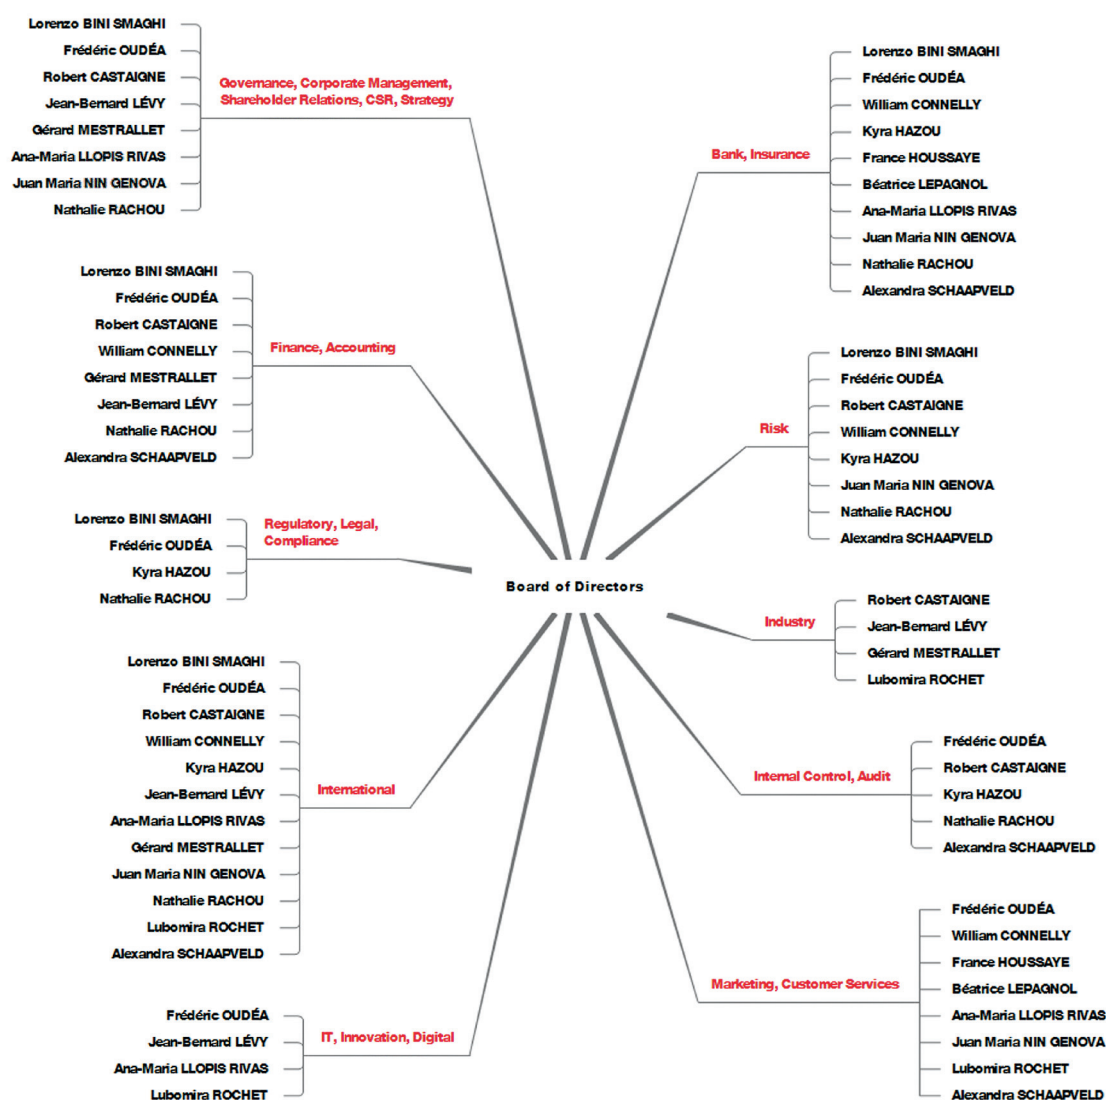 Lorenzo BINI SMAGHI
Frédéric OUDÉA
Robert CASTAIGNE
Jean-Bernard LÉVY
Gérard MESTRALLET
Ana-Maria LLOPIS RIVAS
Juan Maria NIN GENOVA
Nathalie RACHOU
Governance, Corporate Management,
Shareholder Relations, CSR, Strategy
Lorenzo BINI SMAGHI
Frédéric OUDÉA
Robert CASTAIGNE
William CONNELLY
Gérard MESTRALLET
Jean-Bernard LÉVY
Nathalie RACHOU
Alexandra SCHAAPVELD
Finance, Accounting
Lorenzo BINI SMAGHI
Frédéric OUDÉA
Kyra HAZOU
Nathalie RACHOU
Regulatory, Legal,
Compliance
Lorenzo BINI SMAGHI
Frédéric OUDÉA
Robert CASTAIGNE
William CONNELLY
Kyra HAZOU
Jean-Bernard LÉVY
Ana-Maria LLOPIS RIVAS
Gérard MESTRALLET
Juan Maria NIN GENOVA
Nathalie RACHOU
Lubomira ROCHET
Alexandra SCHAAPVELD
International
Frédéric OUDÉA
Jean-Bernard LÉVY
Ana-Maria LLOPIS RIVAS
Lubomira ROCHET
IT, Innovation, Digital
Board of Directors
Bank, Insurance
Lorenzo BINI SMAGHI
Frédéric OUDÉA
William CONNELLY
Kyra HAZOU
France HOUSSAYE
Béatrice LEPAGNOL
Ana-Maria LLOPIS RIVAS
Juan Maria NIN GENOVA
Nathalie RACHOU
Alexandra SCHAAPVELD
Risk
Lorenzo BINI SMAGHI
Frédéric OUDÉA
Robert CASTAIGNE
William CONNELLY
Kyra HAZOU
Juan Maria NIN GENOVA
Nathalie RACHOU
Alexandra SCHAAPVELD
Industry
Robert CASTAIGNE
Jean-Bernard LÉVY
Gérard MESTRALLET
Lubomira ROCHET
Internal Control, Audit
Frédéric OUDÉA
Robert CASTAIGNE
Kyra HAZOU
Nathalie RACHOU
Alexandra SCHAAPVELD
Marketing, Customer Services
Frédéric OUDÉA
William CONNELLY
France HOUSSAYE
Béatrice LEPAGNOL
Ana-Maria LLOPIS RIVAS
Juan Maria NIN GENOVA
Lubomira ROCHET
Alexandra SCHAAPVELD